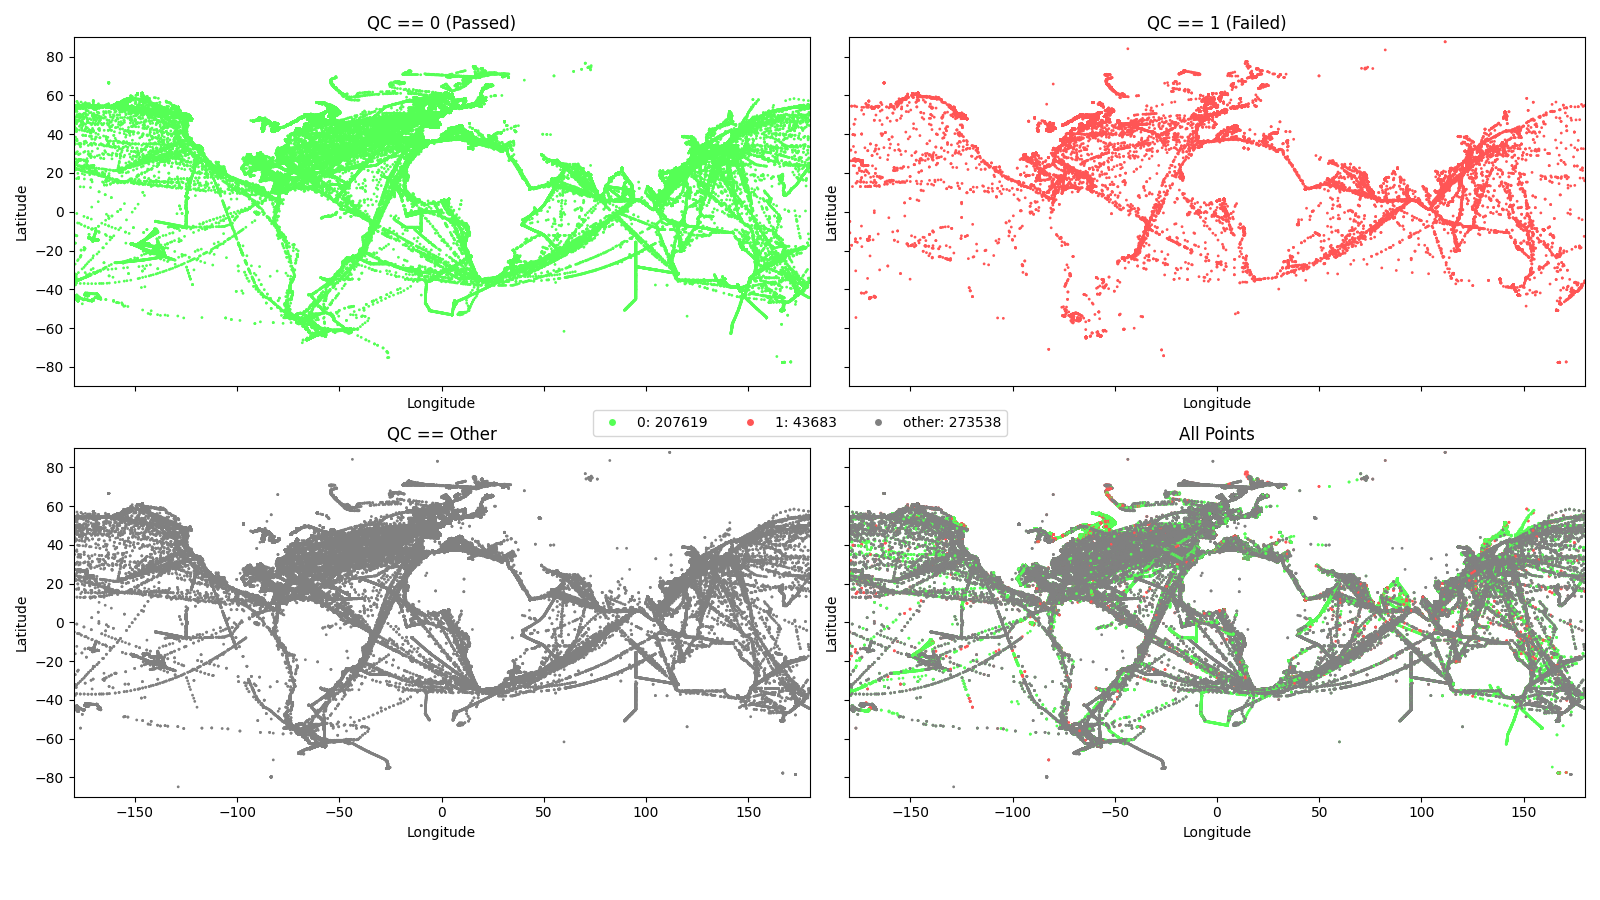 QC == 0 (Passed)
QC == 1 (Failed)
80
60
40
20
0
−20
−40
−60
−80
Latitude
Latitude
Longitude
Longitude
0: 207619 1: 43683 other: 273538
QC == Other
All Points
80
60
40
20
0
−20
−40
−60
−80
Latitude
Latitude
−150 −100 −50 0 50 100 150
−150 −100 −50 0 50 100 150
Longitude
Longitude